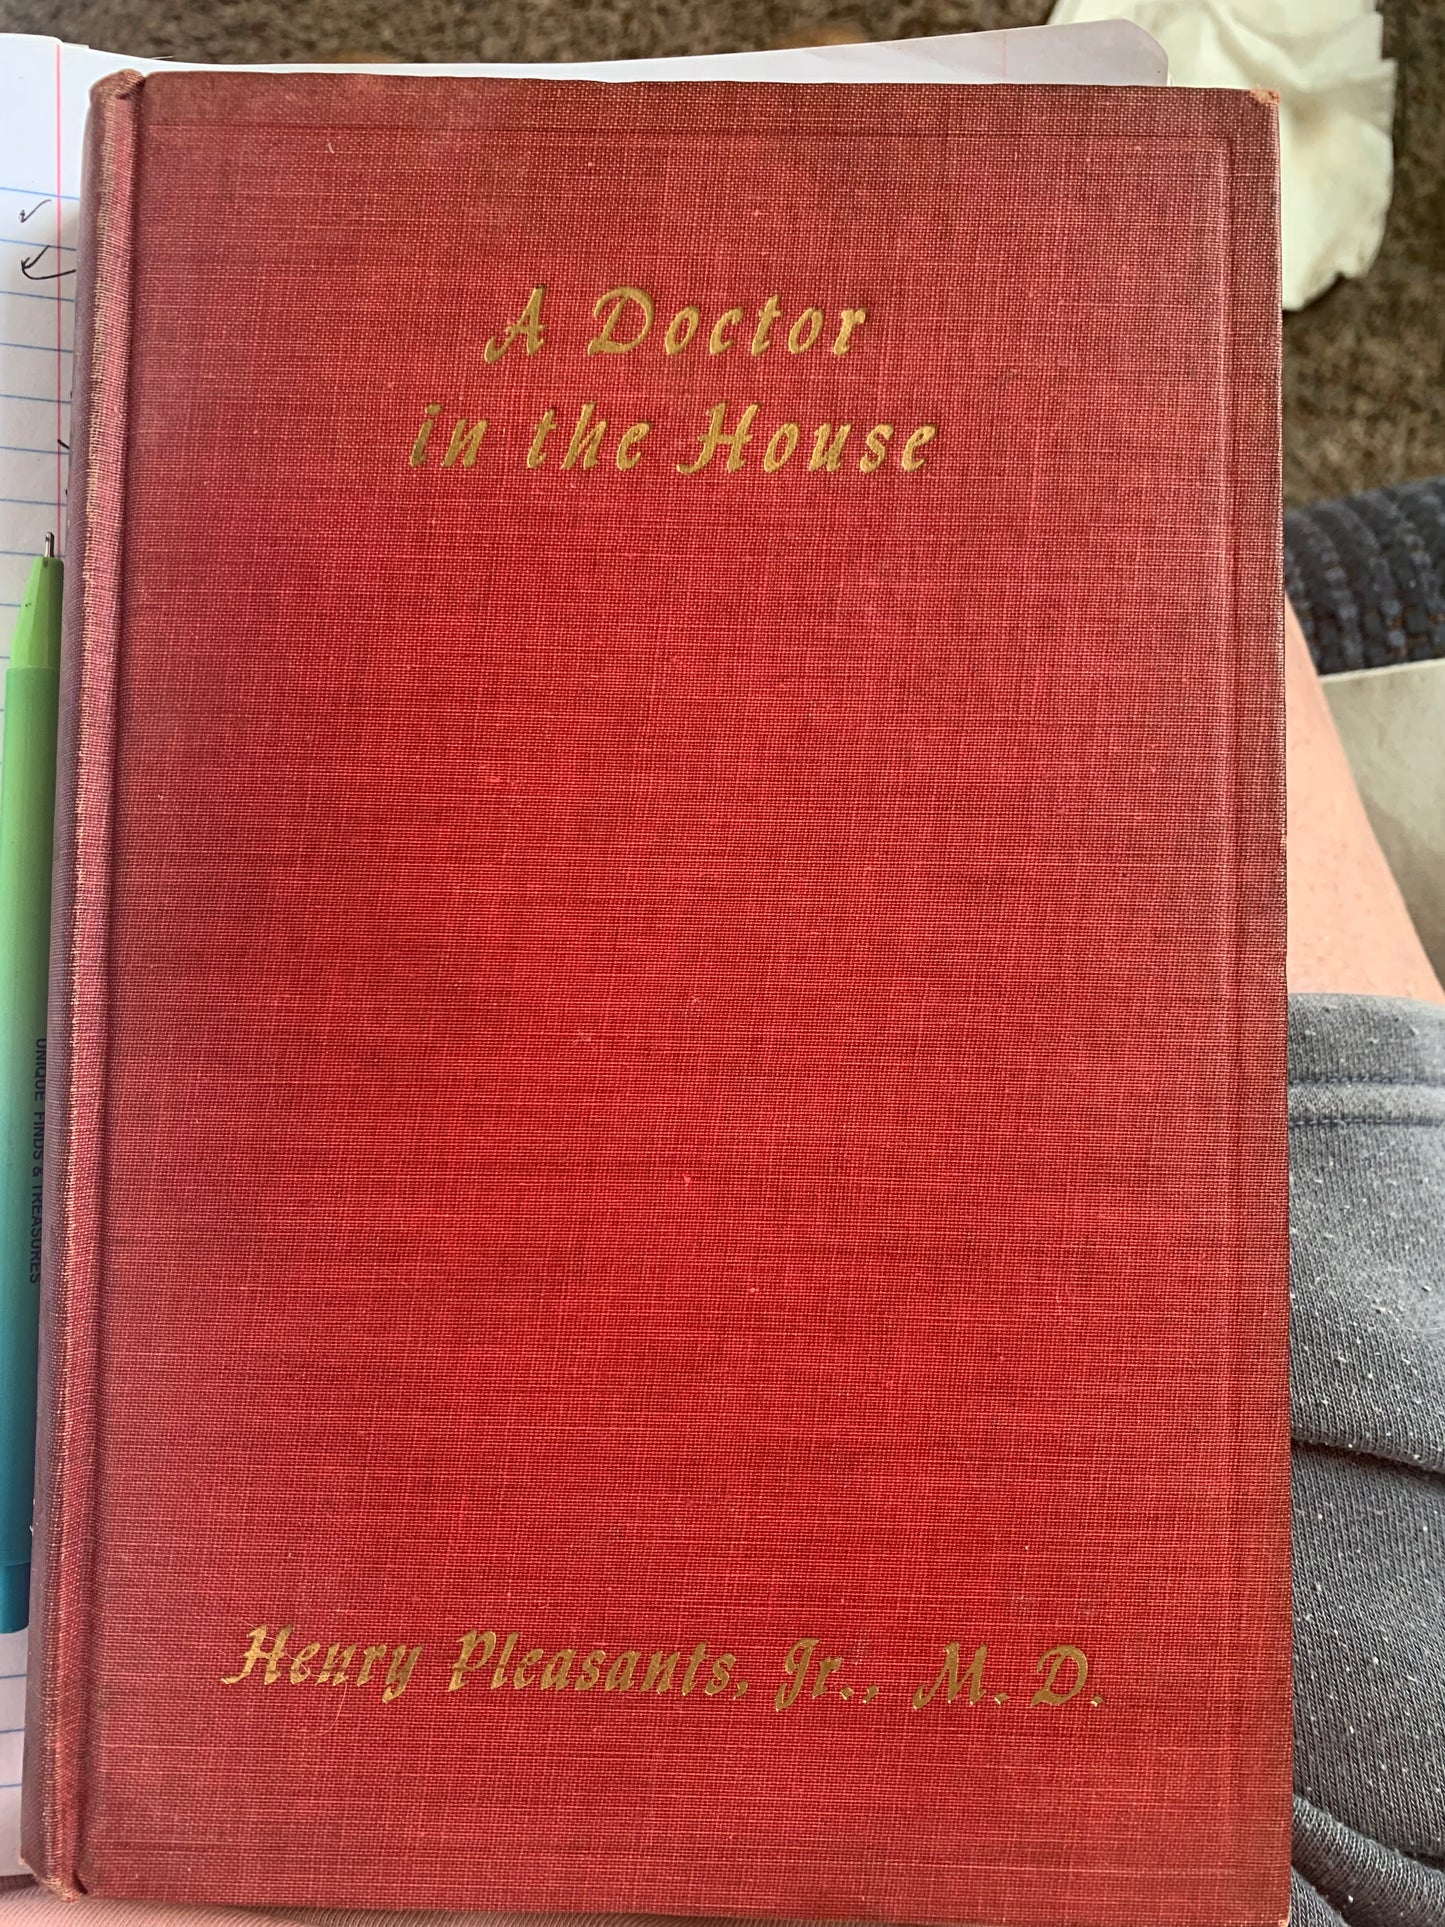 A Doctor
in the House
Henry Pleasants, Jr., M. D.
UNIQUE FINDS & TREASURES